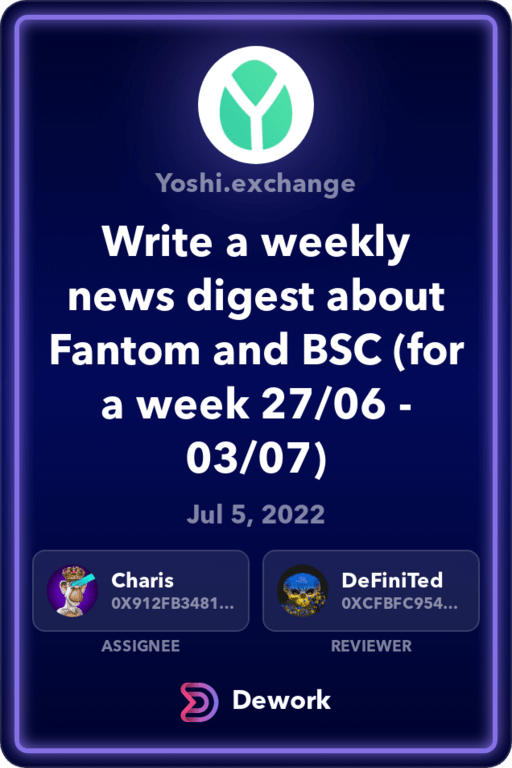 Yoshi.exchange
Write a weekly
news digest about
Fantom and BSC (for
a week 27/06 -
03/07)
Jul 5, 2022
Charis
0X912FB3481...
DeFiniTed
0XCFBFC954...
ASSIGNEE
REVIEWER
Dework